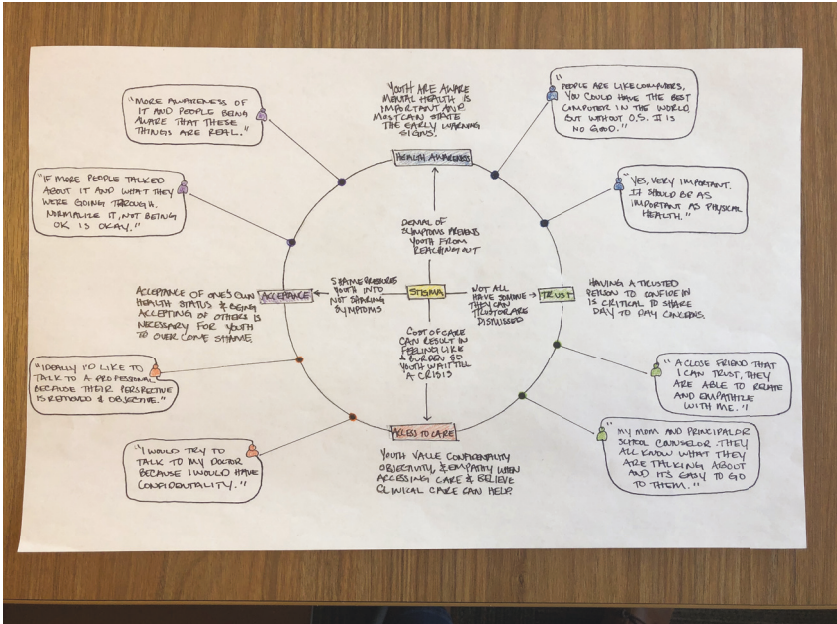 YOUTH ARE AWARE
MENTAL HEALTH IS
IMPORTANT AND
MOST CAN STATE
THE EARLY WARNING
SIGNS.
HEALTH AWARENESS
"MORE AWARENESS OF
IT AND PEOPLE BEING
AWARE THAT THESE
THINGS ARE REAL."
"PEOPLE ARE LIKE COMPUTERS,
YOU COULD HAVE THE BEST
COMPUTER IN THE WORLD,
BUT WITHOUT O.S. IT IS
NO GOOD."
"IF MORE PEOPLE TALKED
ABOUT IT AND WHAT THEY
WERE GOING THROUGH.
NORMALIZE IT, NOT BEING
OK IS OKAY."
"YES, VERY IMPORTANT.
IT SHOULD BE AS
IMPORTANT AS PHYSICAL
HEALTH."
DENIAL OF
SYMPTOMS PREVENTS
YOUTH FROM
REACHING OUT
ACCEPTANCE OF ONE'S OWN
HEALTH STATUS & BEING
ACCEPTING OF OTHERS IS
NECESSARY FOR YOUTH
TO OVER COME SHAME.
ACCEPTANCE
SHAME PRESSURES
YOUTH INTO
NOT SHARING
SYMPTOMS
STIGMA
NOT ALL
HAVE SOMONE
THEY CAN
TRUST OR ARE
DISMISSED
TRUST
HAVING A TRUSTED
PERSON TO CONFIDE IN
IS CRITICAL TO SHARE
DAY TO DAY CONCERNS.
COST OF CARE
CAN RESULT IN
FEELING LIKE
A BURDEN SO
YOUTH WAIT TILL
A CRISIS
"IDEALLY I'D LIKE TO
TALK TO A PROFESSIONAL
BECAUSE THEIR PERSPECTIVE
IS REMOVED & OBJECTIVE."
"A CLOSE FRIEND THAT
I CAN TRUST, THEY
ARE ABLE TO RELATE
AND EMPATHIZE
WITH ME."
"I WOULD TRY TO
TALK TO MY DOCTOR
BECAUSE I WOULD HAVE
CONFIDENTALITY."
"MY MOM AND PRINCIPAL OR
SCHOOL COUNSELOR. THEY
ALL KNOW WHAT THEY
ARE TALKING ABOUT
AND IT'S EASY TO GO
TO THEM."
ACCESS TO CARE
YOUTH VALUE CONFIDENTALITY
OBJECTIVITY, & EMPATHY WHEN
ACCESSING CARE & BELIEVE
CLINICAL CARE CAN HELP.